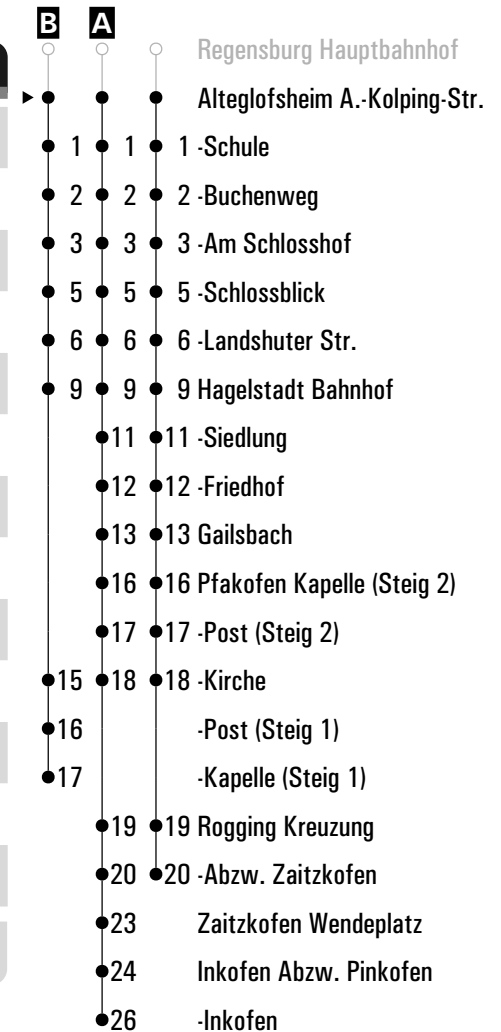 B A
Regensburg Hauptbahnhof
Alteglofsheim A.-Kolping-Str.
1 1 1 -Schule
2 2 2 -Buchenweg
3 3 3 -Am Schlosshof
5 5 5 -Schlossblick
6 6 6 -Landshuter Str.
9 9 9 Hagelstadt Bahnhof
11 11 -Siedlung
12 12 -Friedhof
13 13 Gailsbach
16 16 Pfakofen Kapelle (Steig 2)
17 17 -Post (Steig 2)
15 18 18 -Kirche
16 -Post (Steig 1)
17 -Kapelle (Steig 1)
19 19 Rogging Kreuzung
20 20 -Abzw. Zaitzkofen
23 Zaitzkofen Wendeplatz
24 Inkofen Abzw. Pinkofen
26 -Inkofen